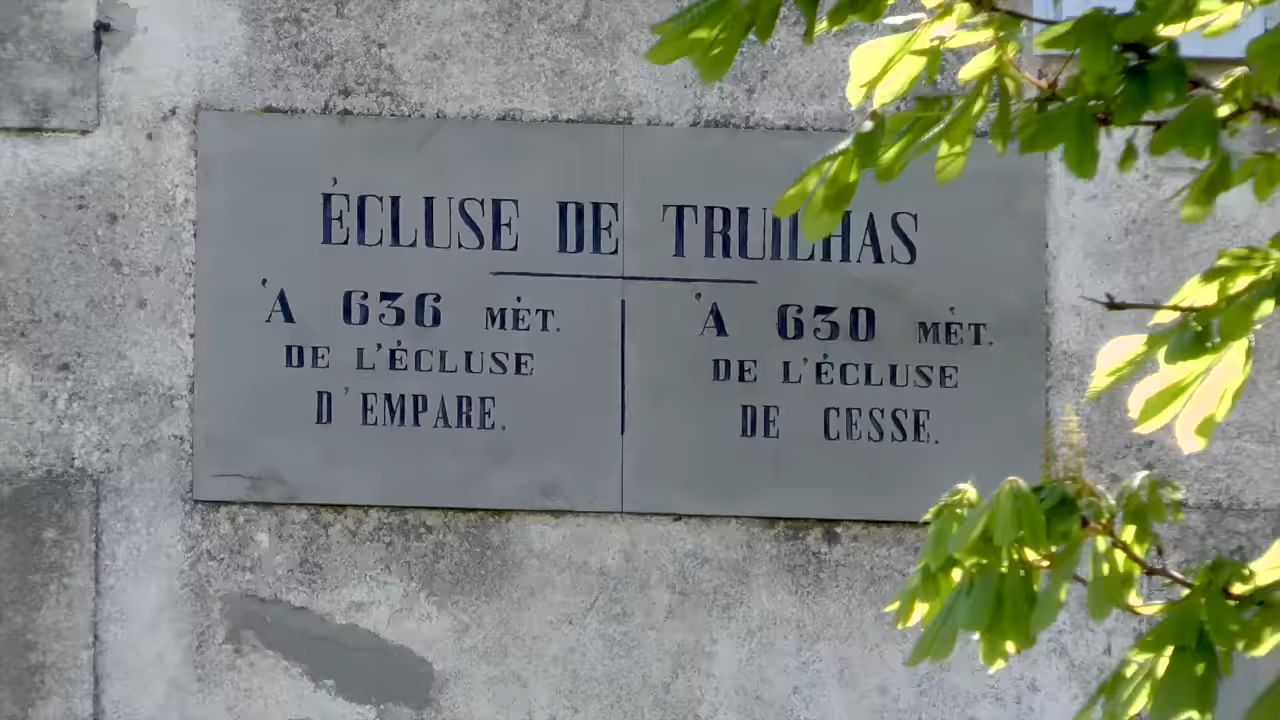 ÉCLUSE DE TRUILHAS
À 636 MÈT.
DE L'ÉCLUSE
D'EMPARE.
À 630 MÈT.
DE L'ÉCLUSE
DE CESSE.